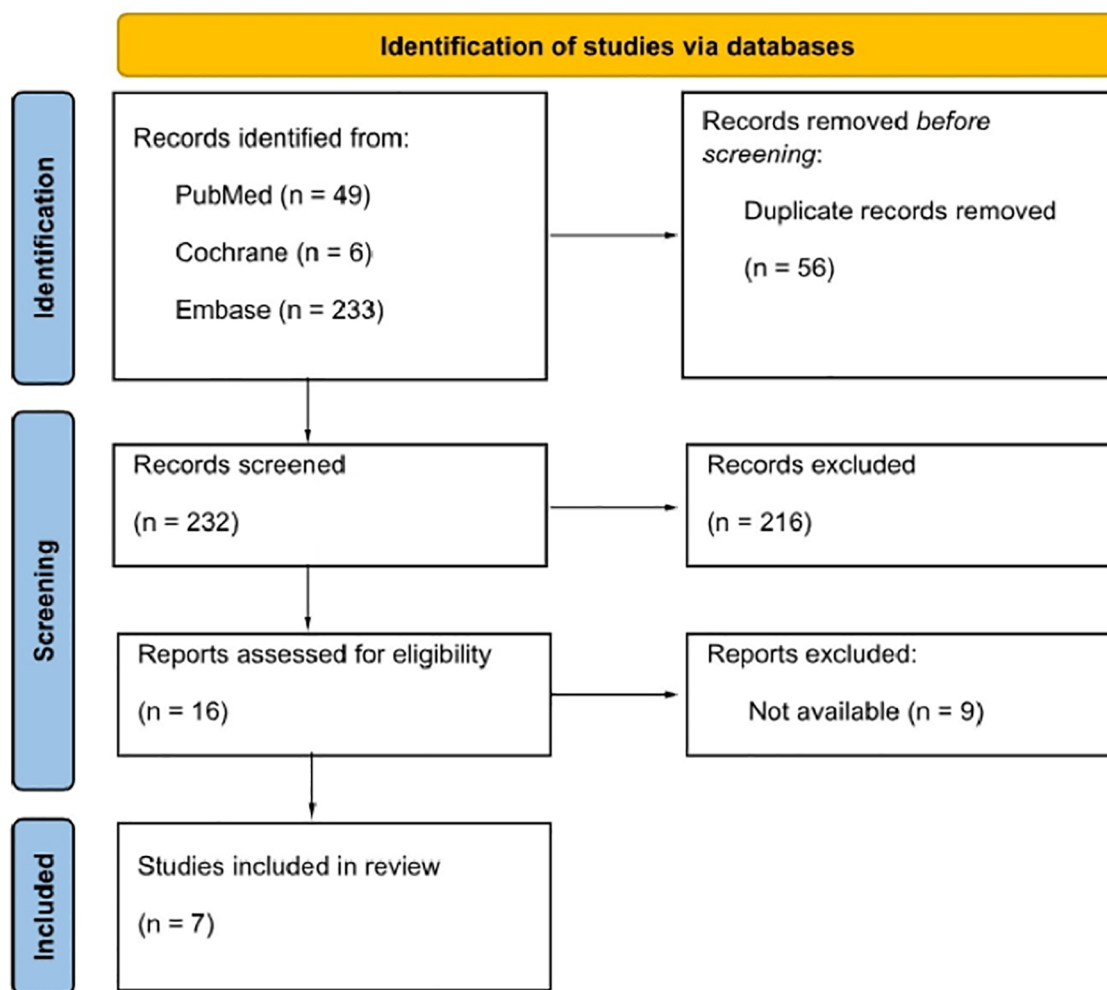 Identification of studies via databases
Identification
Records identified from:
PubMed (n = 49)
Cochrane (n = 6)
Embase (n = 233)
Records removed before
screening:
Duplicate records removed
(n = 56)
Screening
Records screened
(n = 232)
Records excluded
(n = 216)
Reports assessed for eligibility
(n = 16)
Reports excluded:
Not available (n = 9)
Included
Studies included in review
(n = 7)